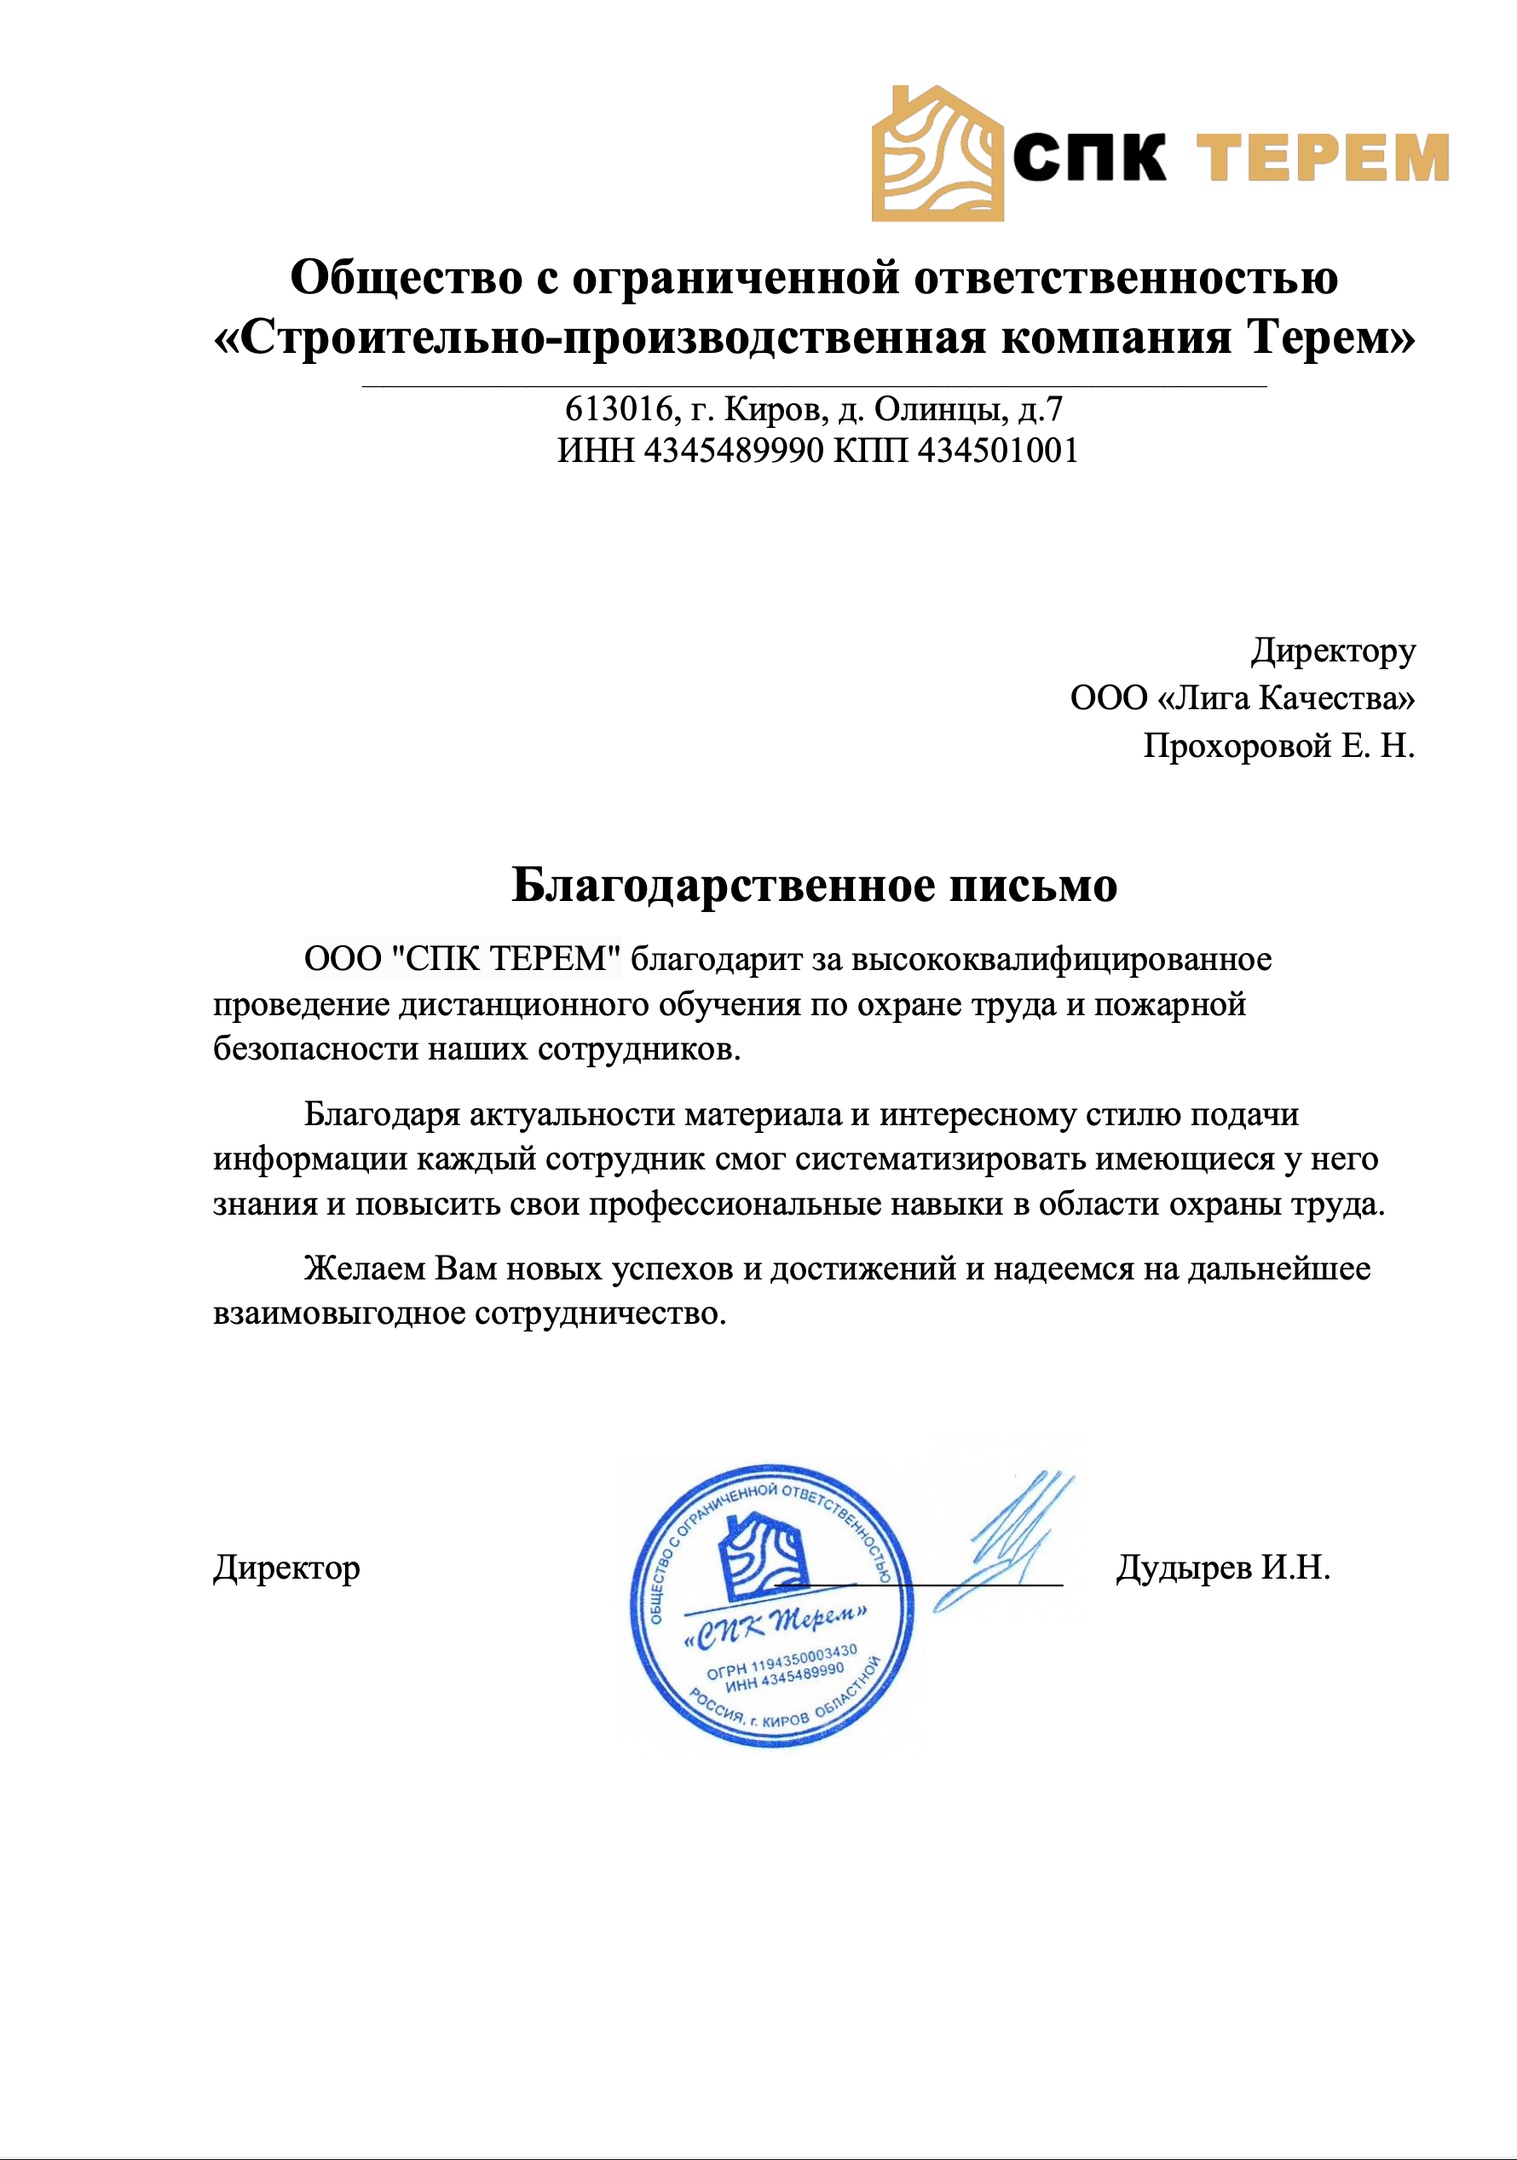 СПК ТЕРЕМ
Общество с ограниченной ответственностью
«Строительно-производственная компания Терем»
613016, г. Киров, д. Олинцы, д.7
ИНН 4345489990 КПП 434501001
Директору
ООО «Лига Качества»
Прохоровой Е. Н.
Благодарственное письмо
ООО "СПК ТЕРЕМ" благодарит за высококвалифицированное
проведение дистанционного обучения по охране труда и пожарной
безопасности наших сотрудников.
Благодаря актуальности материала и интересному стилю подачи
информации каждый сотрудник смог систематизировать имеющиеся у него
знания и повысить свои профессиональные навыки в области охраны труда.
Желаем Вам новых успехов и достижений и надеемся на дальнейшее
взаимовыгодное сотрудничество.
Директор
Дудырев И.Н.
ОБЩЕСТВО С ОГРАНИЧЕННОЙ ОТВЕТСТВЕННОСТЬЮ
«СПК Терем»
ОГРН 1194350003430
ИНН 4345489990
РОССИЯ, г. КИРОВ ОБЛАСТНОЙ